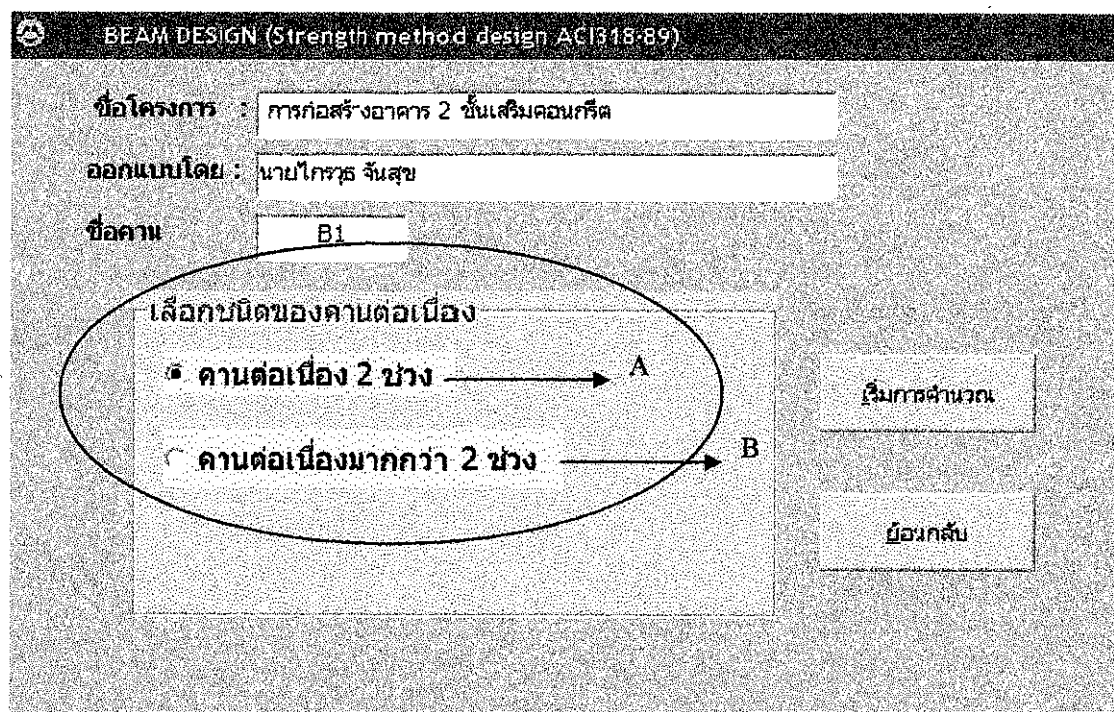 BEAM DESIGN (Strength method design ACI318-89)
ชื่อโครงการ : การก่อสร้างอาคาร 2 ชั้นเสริมคอนกรีต
ออกแบบโดย : นายไกรวุธ จันสุข
ชื่อคาน B1
เลือกชนิดของคานต่อเนื่อง
คานต่อเนื่อง 2 ช่วง A
คานต่อเนื่องมากกว่า 2 ช่วง B
เริ่มการคำนวณ
ย้อนกลับ